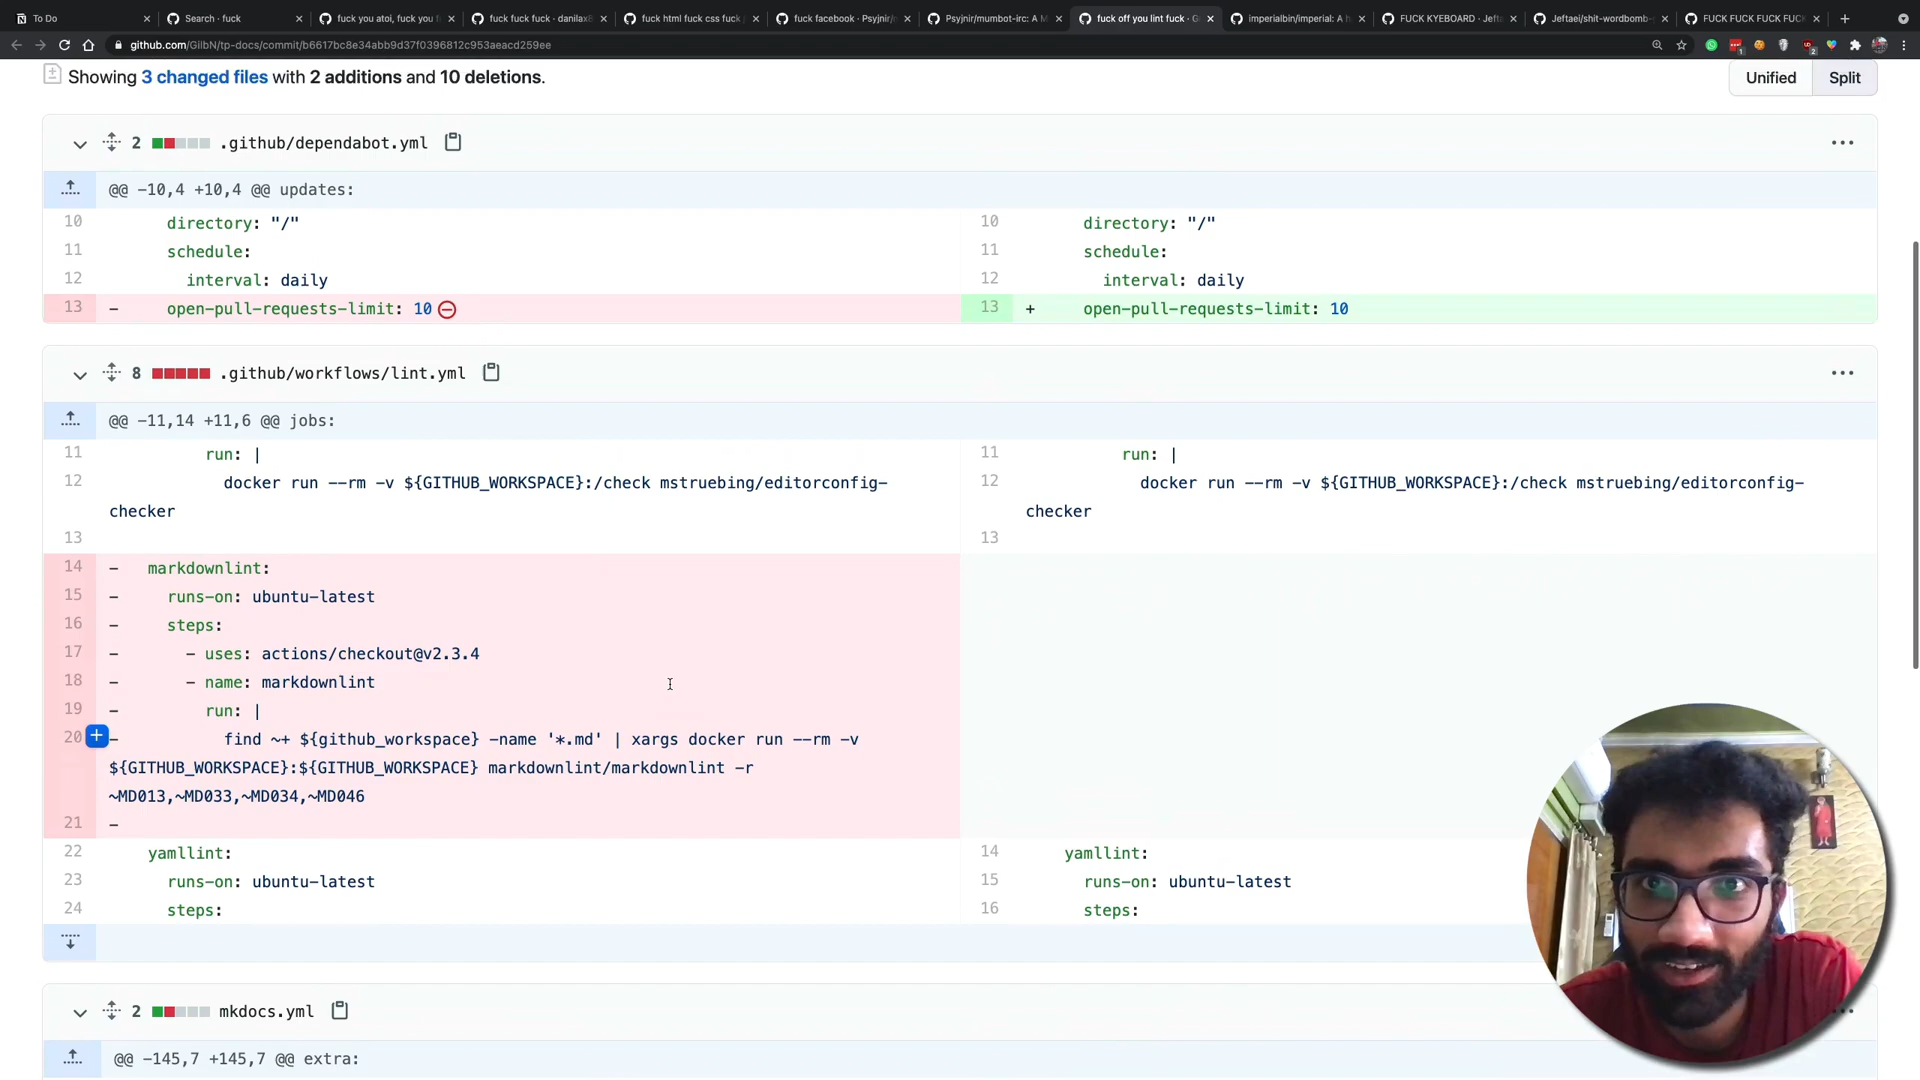 To Do
Search · fuck
fuck you atoi, fuck you f
fuck fuck fuck · danilax8
fuck html fuck css fuck j
fuck facebook · Psyjnir/
Psyjnir/mumbot-irc: A M
fuck off you lint fuck · G
imperialbin/imperial: A h
FUCK KYEBOARD · Jefta
Jeftaei/shit-wordbomb-
FUCK FUCK FUCK FUC
github.com/GilbN/tp-docs/commit/b6617bc8e34abb9d37f0396812c953aeacd259ee
Showing 3 changed files with 2 additions and 10 deletions.
Unified
Split
2 .github/dependabot.yml
@@ -10,4 +10,4 @@ updates:
10 directory: "/" 10 directory: "/"
11 schedule: 11 schedule:
12 interval: daily 12 interval: daily
13 - open-pull-requests-limit: 10 13 + open-pull-requests-limit: 10
8 .github/workflows/lint.yml
@@ -11,14 +11,6 @@ jobs:
11 run: | 11 run: |
12 docker run --rm -v ${GITHUB_WORKSPACE}:/check mstruebing/editorconfig- 12 docker run --rm -v ${GITHUB_WORKSPACE}:/check mstruebing/editorconfig-
checker checker
13 13
14 - markdownlint:
15 - runs-on: ubuntu-latest
16 - steps:
17 - - uses: actions/checkout@v2.3.4
18 - - name: markdownlint
19 - run: |
20 - find ~+ ${github_workspace} -name '*.md' | xargs docker run --rm -v
${GITHUB_WORKSPACE}:${GITHUB_WORKSPACE} markdownlint/markdownlint -r
~MD013,~MD033,~MD034,~MD046
21 -
22 yamllint: 14 yamllint:
23 runs-on: ubuntu-latest 15 runs-on: ubuntu-latest
24 steps: 16 steps:
2 mkdocs.yml
@@ -145,7 +145,7 @@ extra: